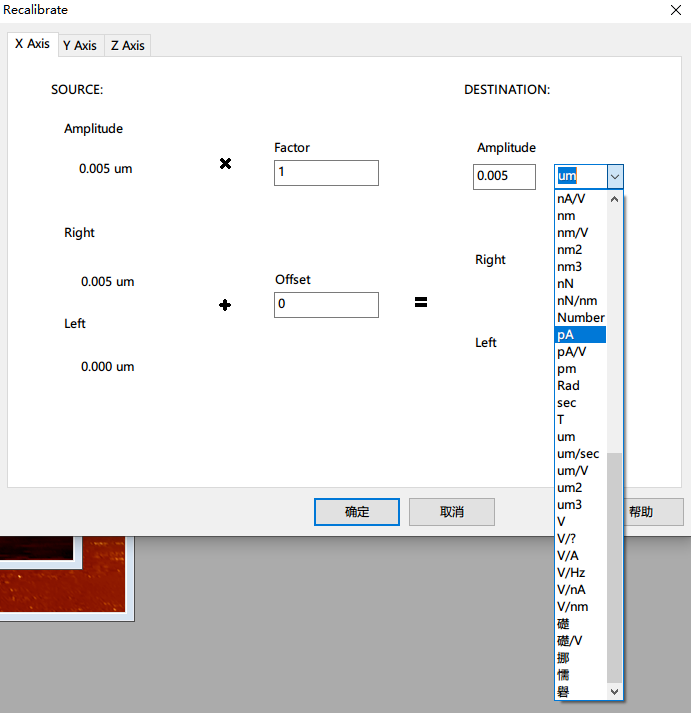 Recalibrate
X Axis
Y Axis
Z Axis
SOURCE:
DESTINATION:
Amplitude
0.005 um
Factor
1
Amplitude
0.005
um
Right
0.005 um
Left
0.000 um
Offset
0
Right
Left
nA/V
nm
nm/V
nm2
nm3
nN
nN/nm
Number
pA
pA/V
pm
Rad
sec
T
um
um/sec
um/V
um2
um3
V
V/?
V/A
V/Hz
V/nA
V/nm
礎
礎/V
挪
懦
礐
确定
取消
帮助